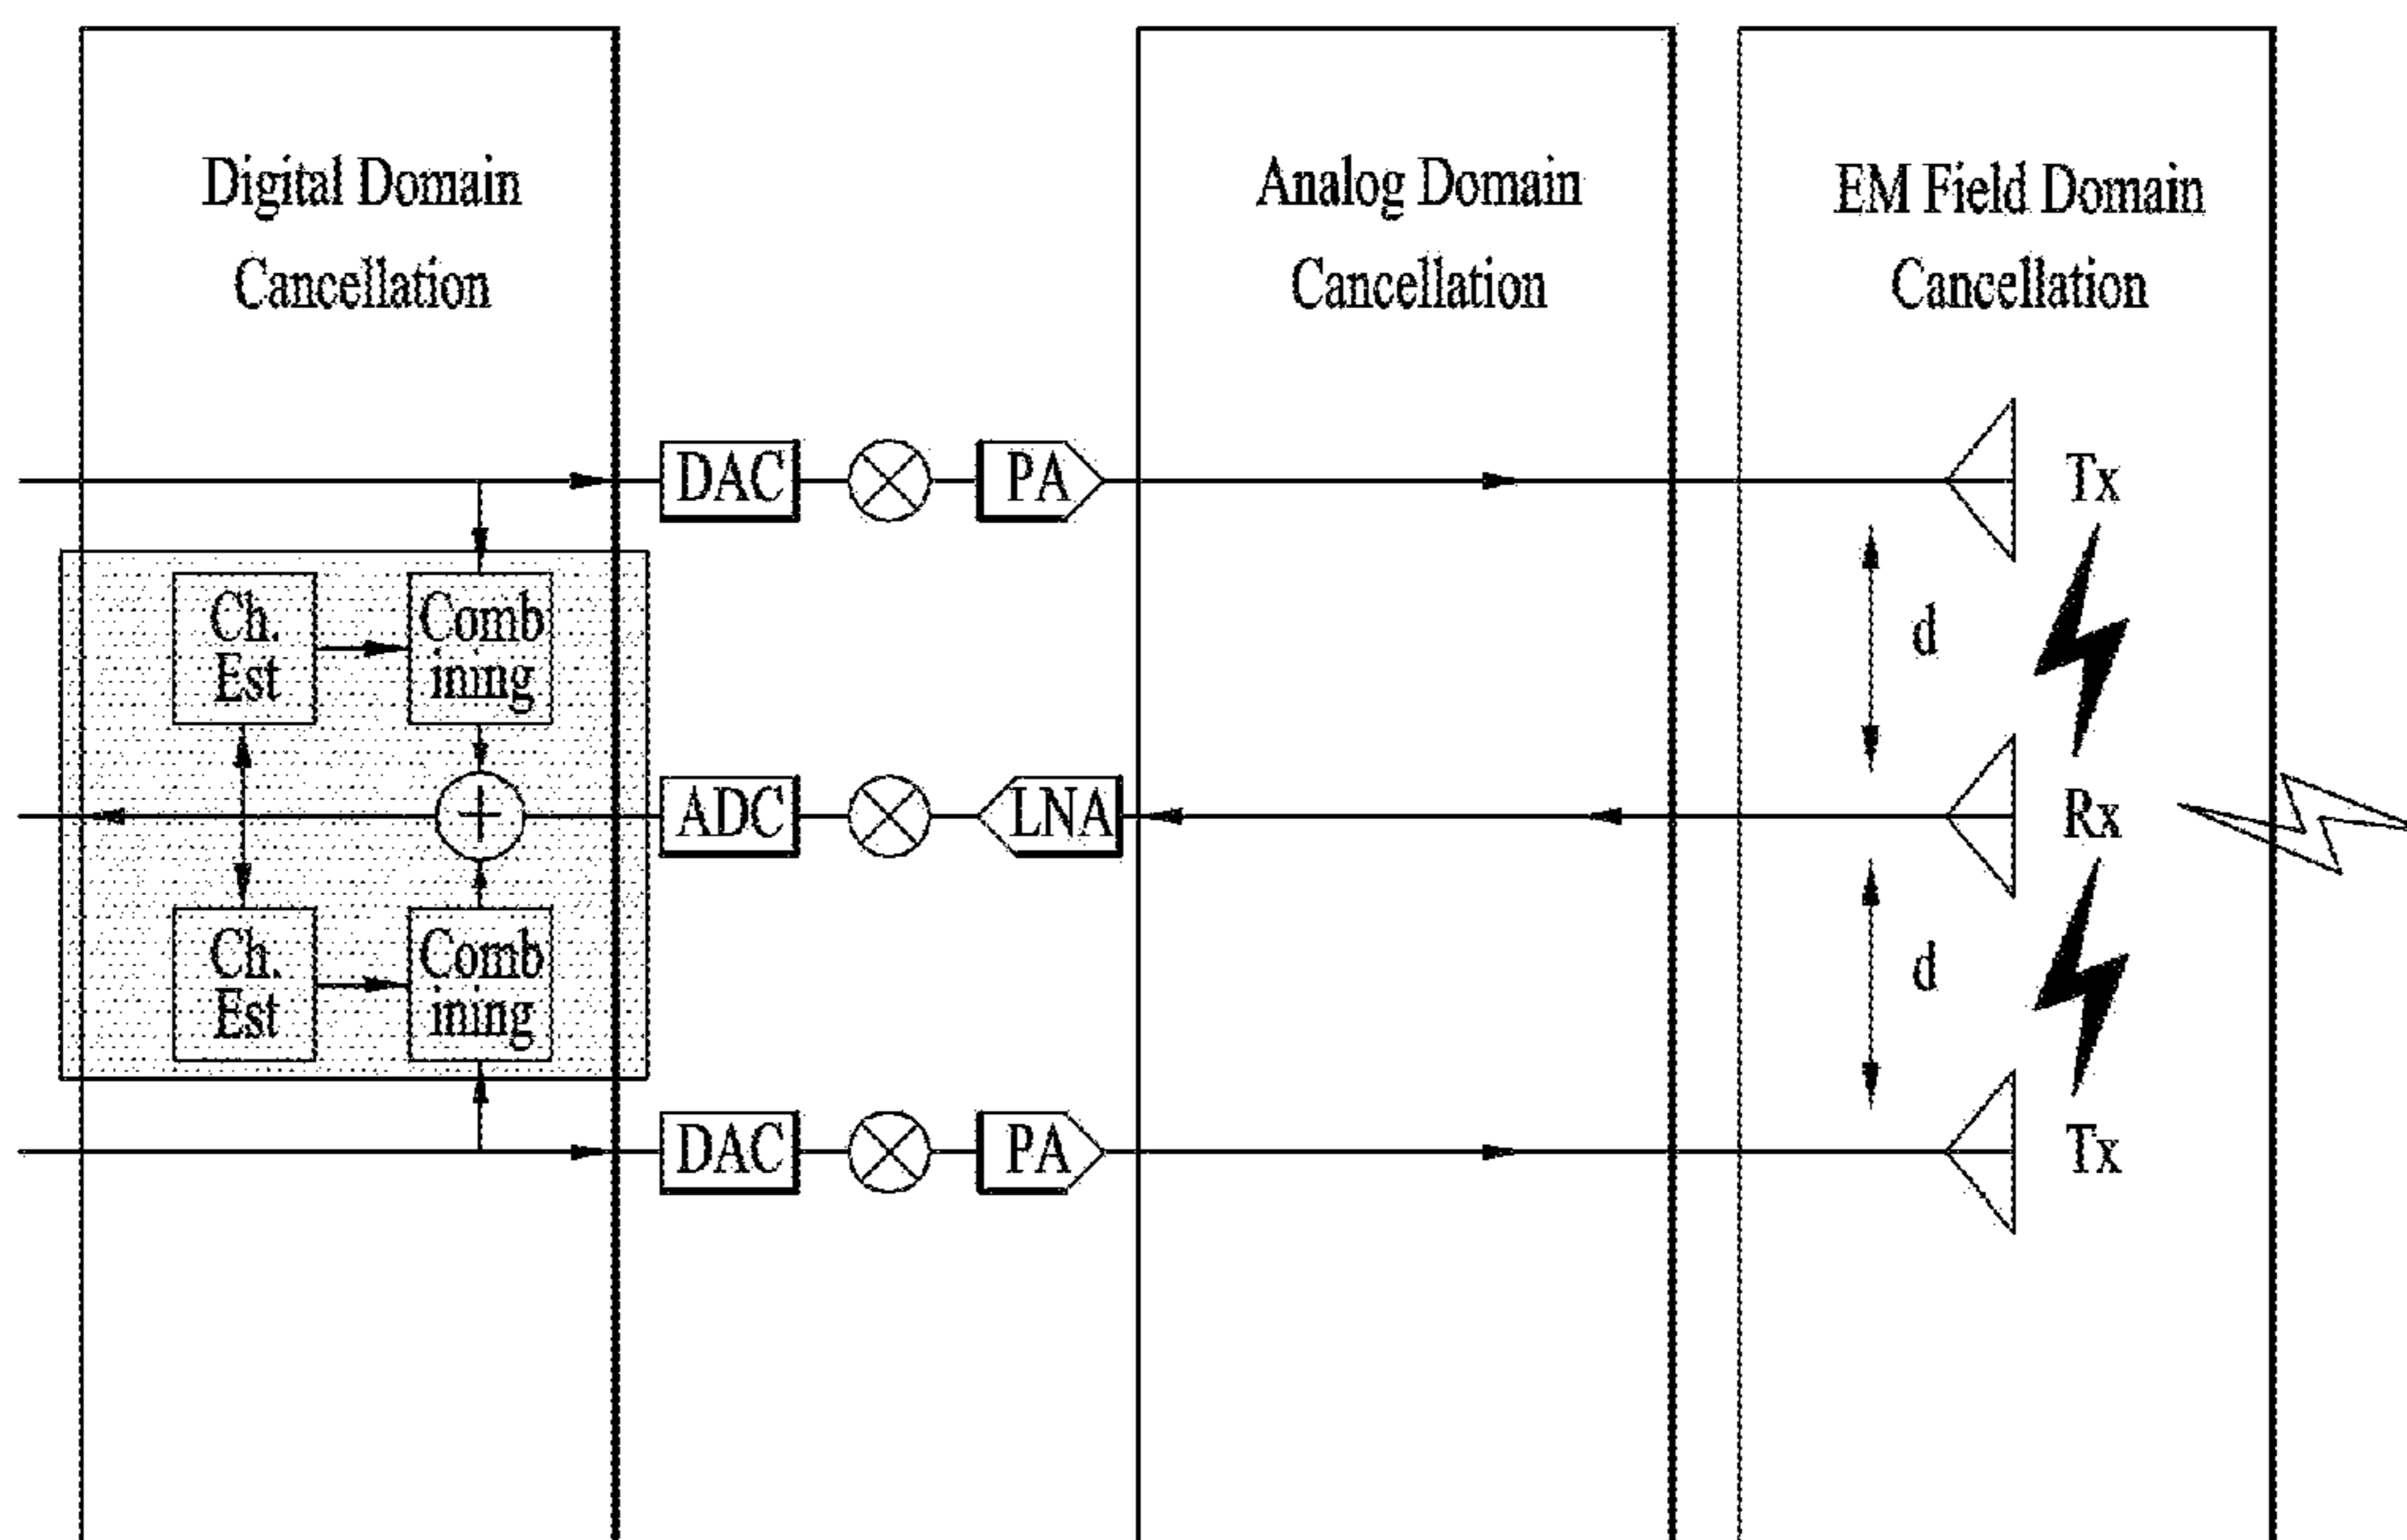 Digital Domain
Cancellation
Analog Domain
Cancellation
EM Field Domain
Cancellation
DAC
PA
Tx
Ch.
Est
Comb
ining
d
ADC
LNA
Rx
Ch.
Est
Comb
ining
d
DAC
PA
Tx